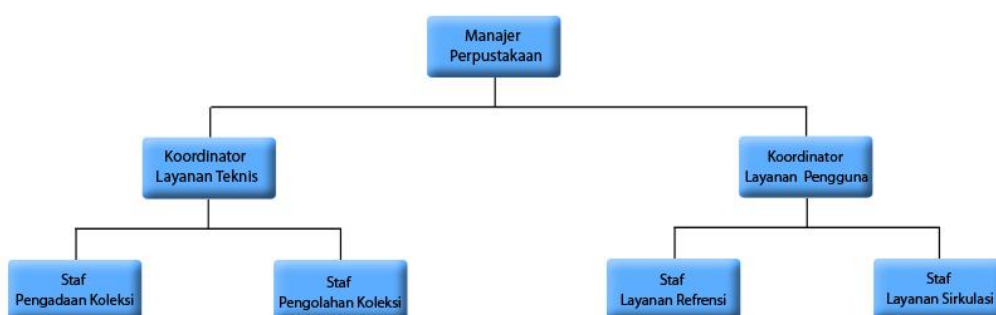 Manajer
Perpustakaan
Koordinator
Layanan Teknis
Koordinator
Layanan Pengguna
Staf
Pengadaan Koleksi
Staf
Pengolahan Koleksi
Staf
Layanan Refrensi
Staf
Layanan Sirkulasi